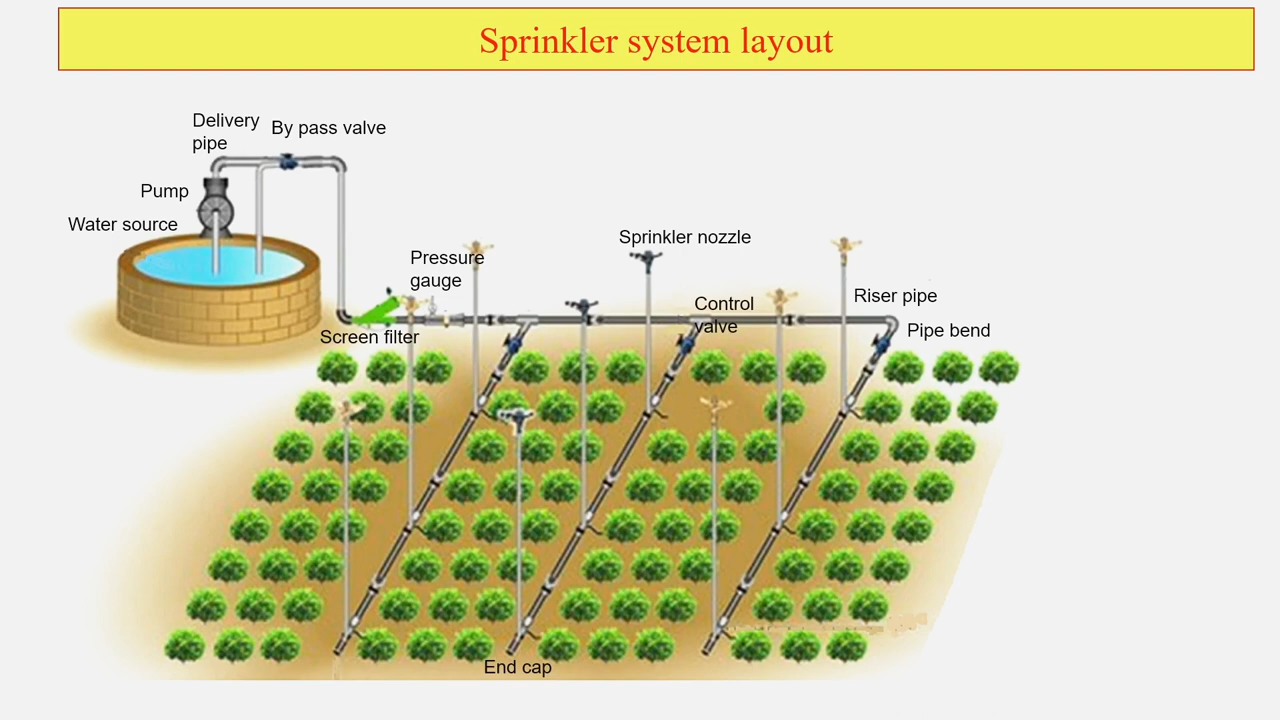 Sprinkler system layout
Delivery
pipe
By pass valve
Pump
Water source
Pressure
gauge
Sprinkler nozzle
Control
valve
Riser pipe
Pipe bend
Screen filter
End cap